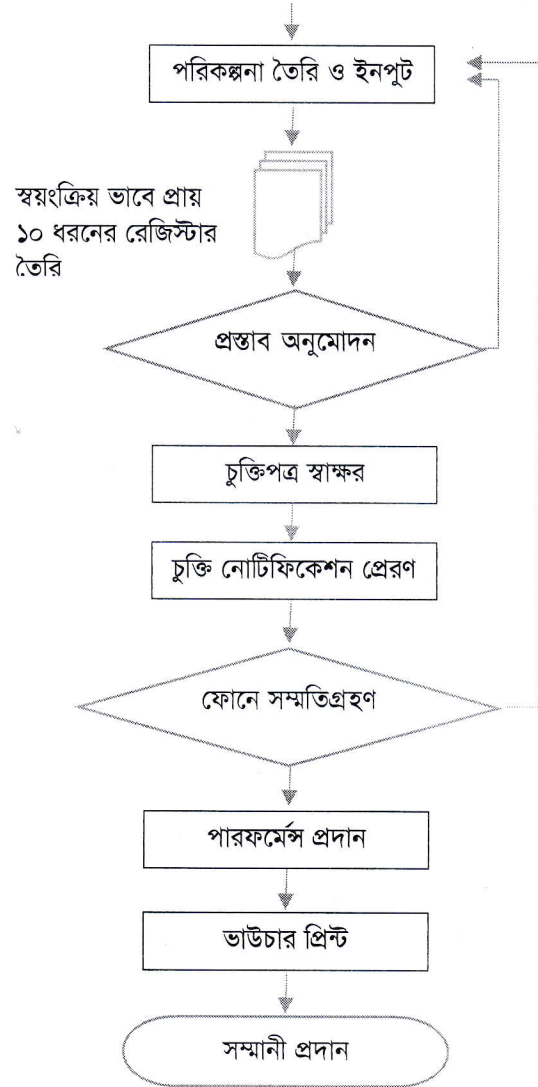 পরিকল্পনা তৈরি ও ইনপুট
স্বয়ংক্রিয় ভাবে প্রায়
১০ ধরনের রেজিস্টার
তৈরি
প্রস্তাব অনুমোদন
চুক্তিপত্র স্বাক্ষর
চুক্তি নোটিফিকেশন প্রেরণ
ফোনে সম্মতিগ্রহণ
পারফর্মেন্স প্রদান
ভাউচার প্রিন্ট
সম্মানী প্রদান